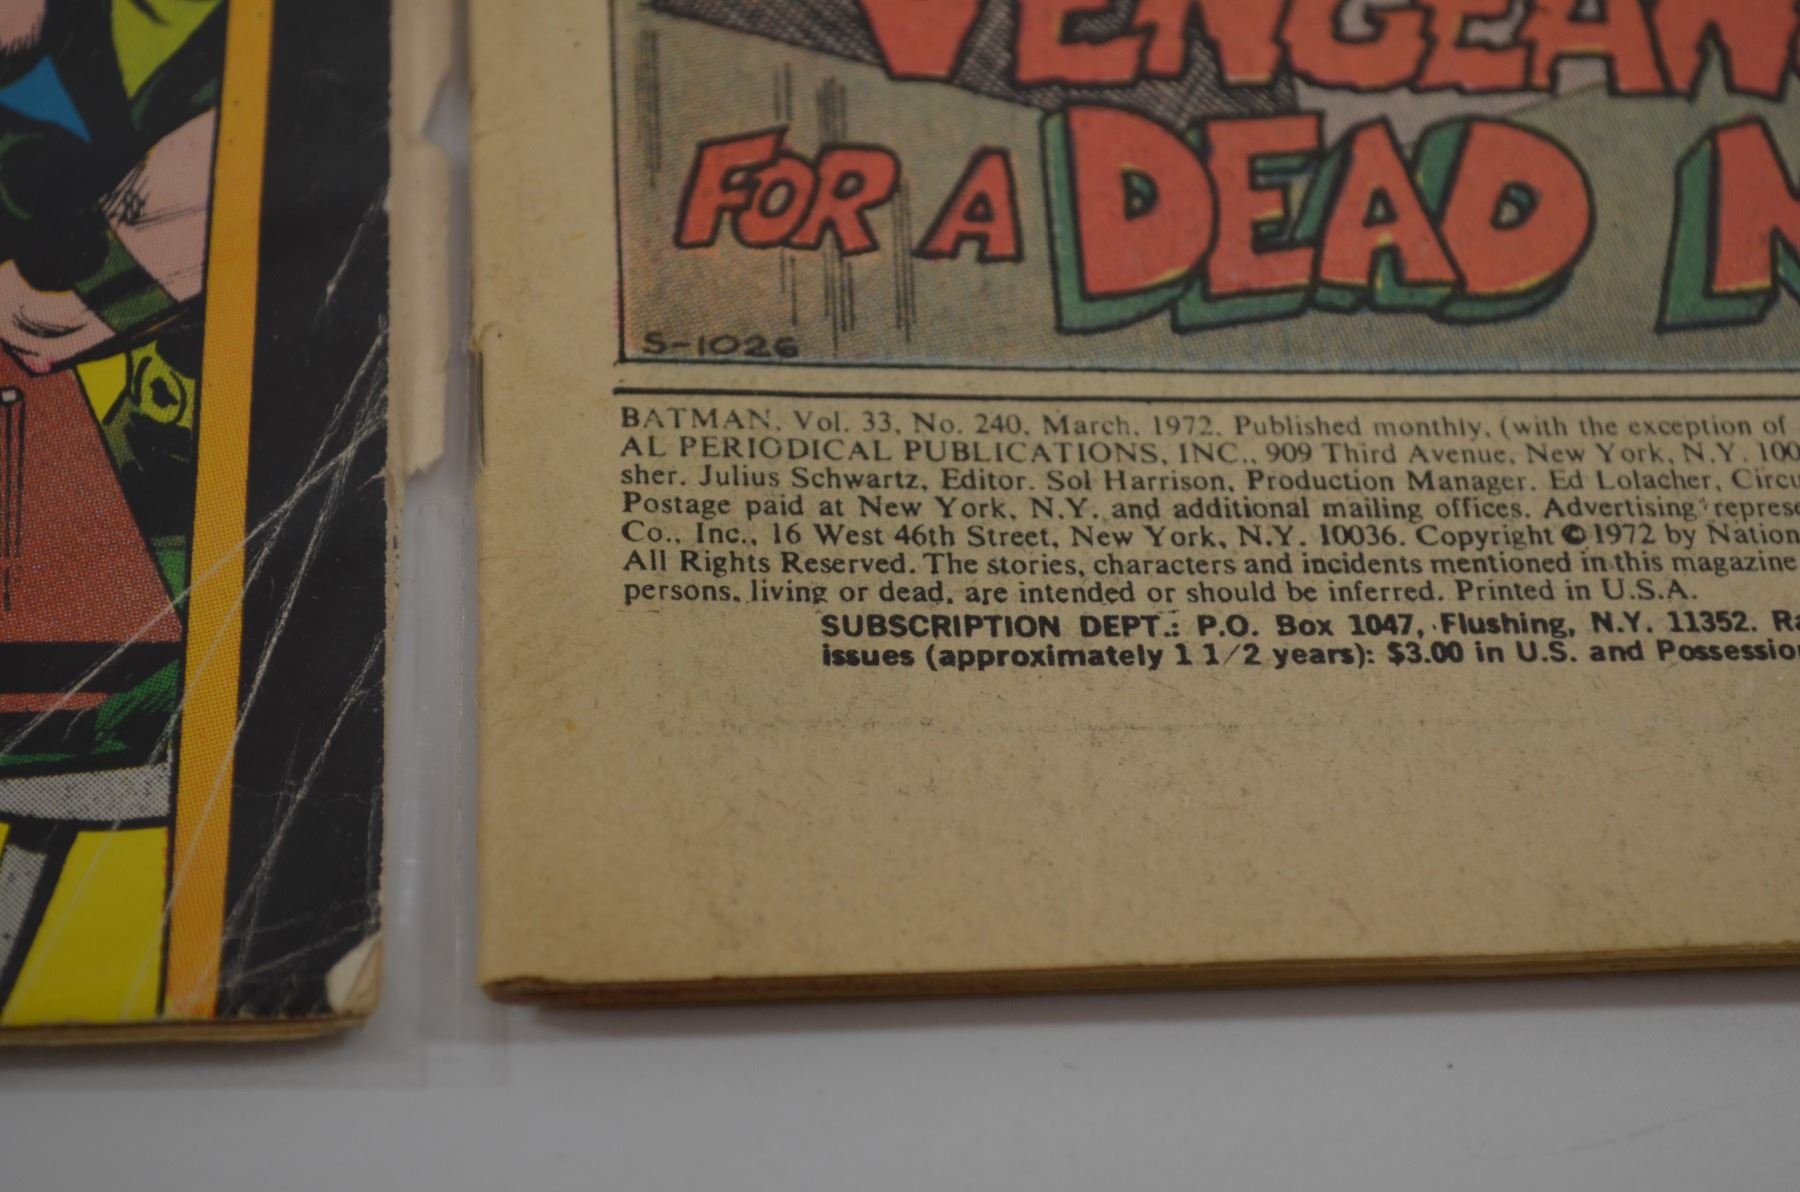 VENGEAN
FOR A DEAD
S-1026
BATMAN, Vol. 33, No. 240, March, 1972. Published monthly, (with the exception of
AL PERIODICAL PUBLICATIONS, INC., 909 Third Avenue, New York, N.Y. 100
sher. Julius Schwartz, Editor. Sol Harrison, Production Manager. Ed Lolacher, Circu
Postage paid at New York, N.Y. and additional mailing offices. Advertising represe
Co., Inc., 16 West 46th Street, New York, N.Y. 10036. Copyright © 1972 by Nation
All Rights Reserved. The stories, characters and incidents mentioned in this magazine
persons, living or dead, are intended or should be inferred. Printed in U.S.A.
SUBSCRIPTION DEPT.: P.O. Box 1047, Flushing, N.Y. 11352. Ra
issues (approximately 1 1/2 years): $3.00 in U.S. and Possessio